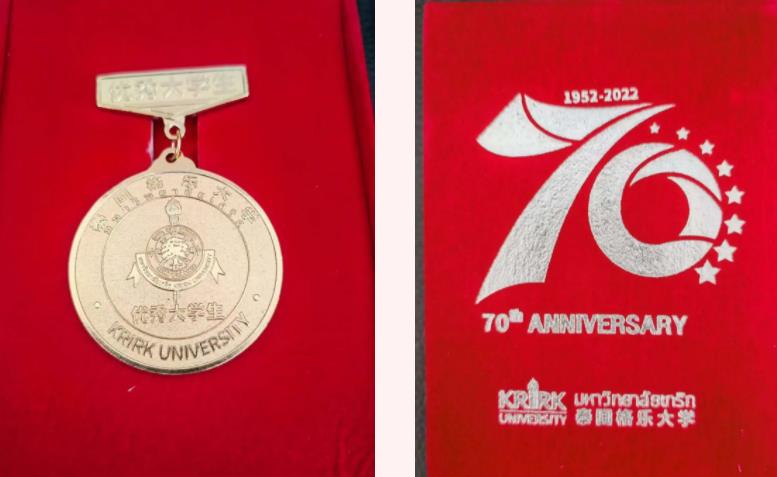 优秀大学生
泰国格乐大学
优秀大学生
KRIRK UNIVERSITY
1952-2022
70
70th ANNIVERSARY
KRIRK มหาวิทยาลัยเกริก
UNIVERSITY 泰国格乐大学